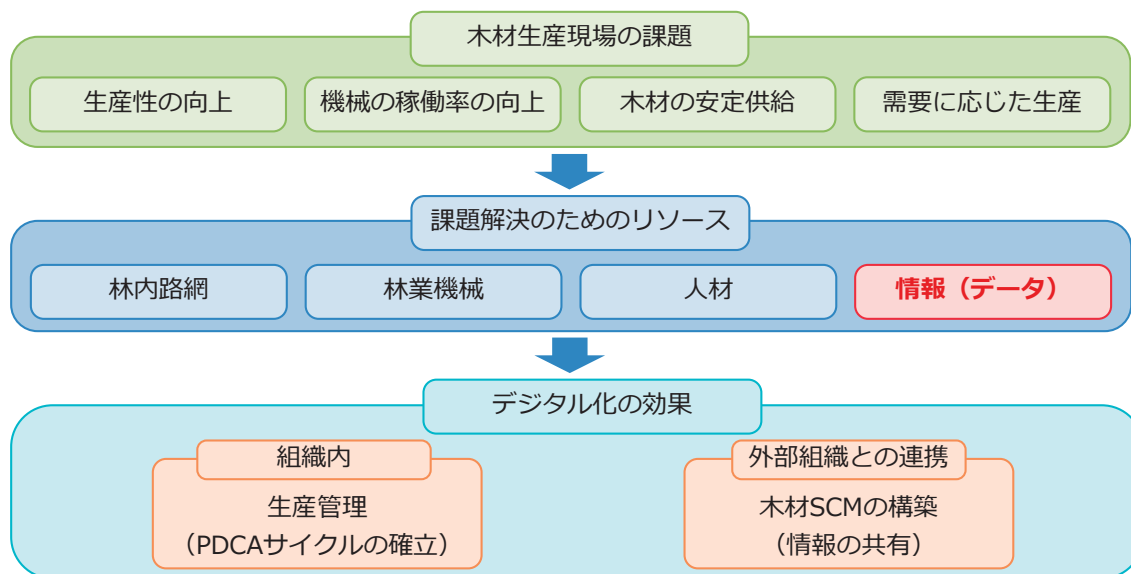 木材生産現場の課題
生産性の向上
機械の稼働率の向上
木材の安定供給
需要に応じた生産
課題解決のためのリソース
林内路網
林業機械
人材
情報（データ）
デジタル化の効果
組織内
生産管理
（PDCAサイクルの確立）
外部組織との連携
木材SCMの構築
（情報の共有）